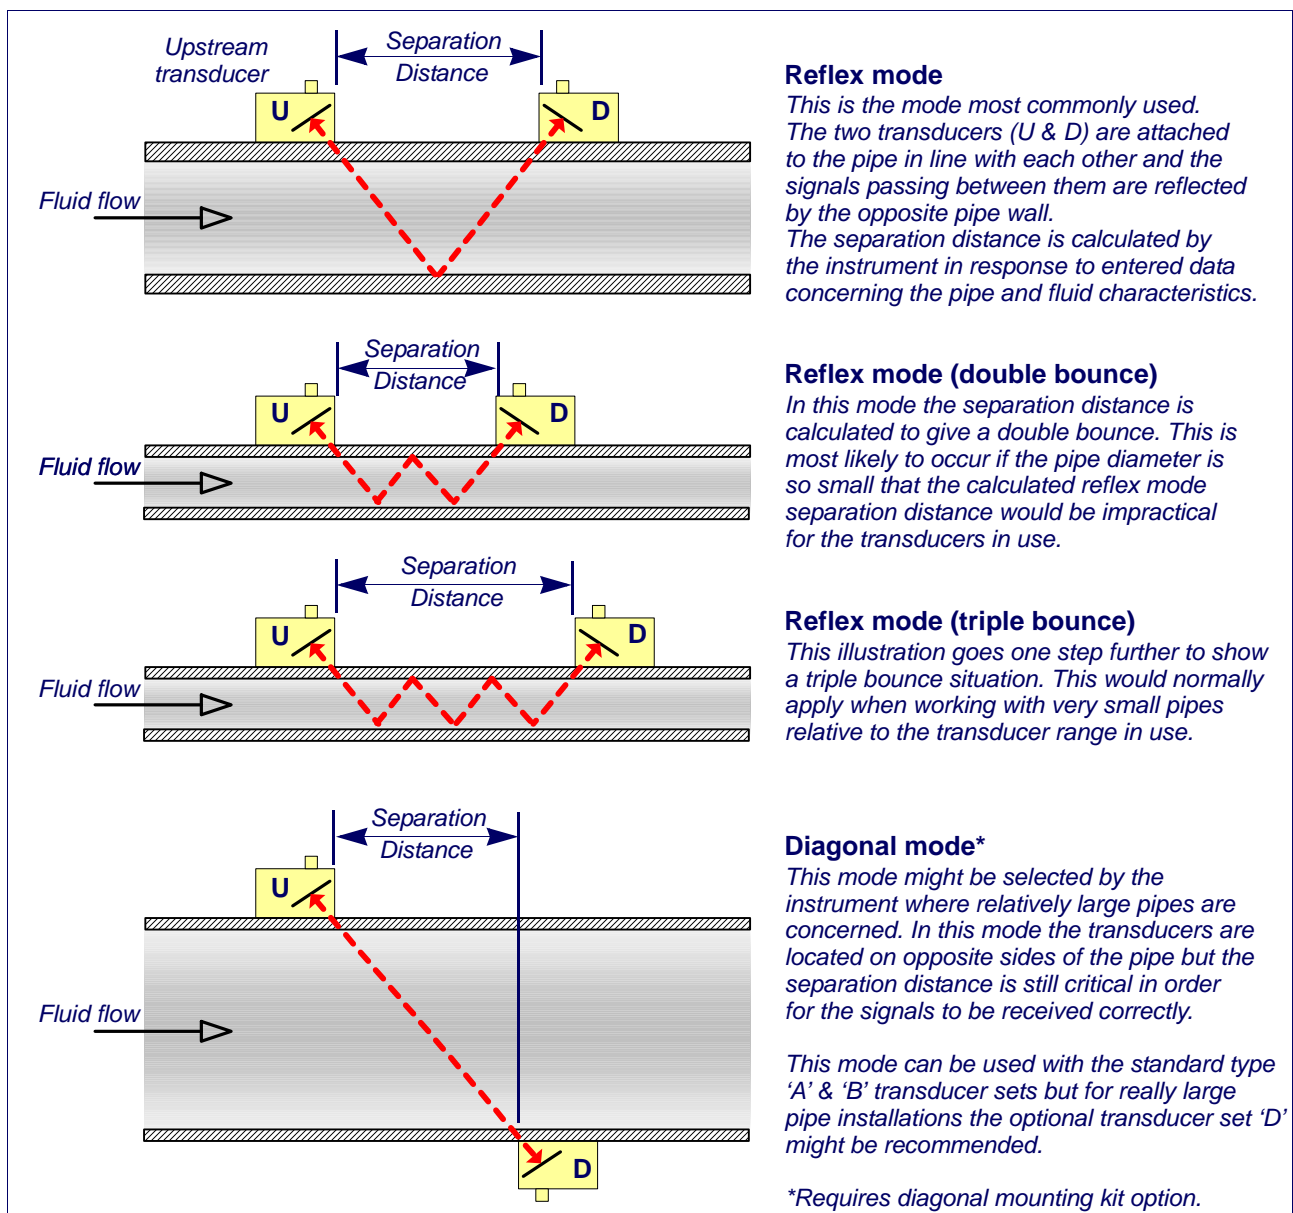 Upstream
transducer
Separation
Distance
U
D
Fluid flow
Reflex mode
This is the mode most commonly used.
The two transducers (U & D) are attached
to the pipe in line with each other and the
signals passing between them are reflected
by the opposite pipe wall.
The separation distance is calculated by
the instrument in response to entered data
concerning the pipe and fluid characteristics.
Separation
Distance
U
D
Fluid flow
Reflex mode (double bounce)
In this mode the separation distance is
calculated to give a double bounce. This is
most likely to occur if the pipe diameter is
so small that the calculated reflex mode
separation distance would be impractical
for the transducers in use.
Separation
Distance
U
D
Fluid flow
Reflex mode (triple bounce)
This illustration goes one step further to show
a triple bounce situation. This would normally
apply when working with very small pipes
relative to the transducer range in use.
Separation
Distance
U
Fluid flow
D
Diagonal mode*
This mode might be selected by the
instrument where relatively large pipes are
concerned. In this mode the transducers are
located on opposite sides of the pipe but the
separation distance is still critical in order
for the signals to be received correctly.
This mode can be used with the standard type
‘A’ & ‘B’ transducer sets but for really large
pipe installations the optional transducer set ‘D’
might be recommended.
*Requires diagonal mounting kit option.